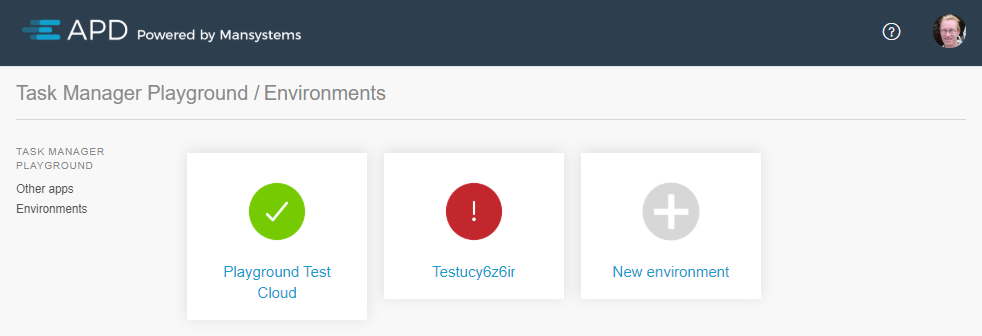 APD Powered by Mansystems
?
Task Manager Playground / Environments
TASK MANAGER
PLAYGROUND
Other apps
Environments
!
Playground Test
Cloud
Testucy6z6ir
New environment